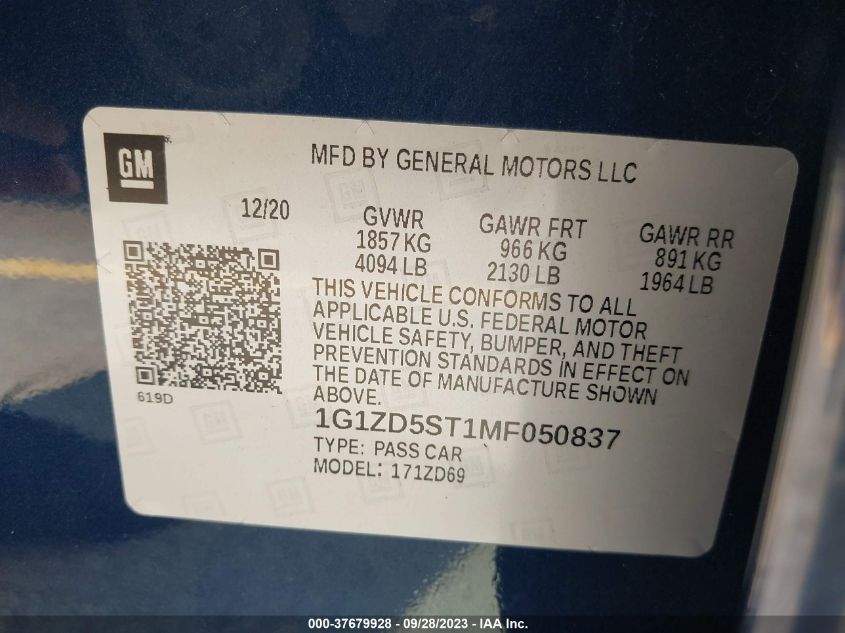 GM
MFD BY GENERAL MOTORS LLC
12/20
GVWR
1857 KG
4094 LB
GAWR FRT
966 KG
2130 LB
GAWR RR
891 KG
1964 LB
THIS VEHICLE CONFORMS TO ALL
APPLICABLE U.S. FEDERAL MOTOR
VEHICLE SAFETY, BUMPER, AND THEFT
PREVENTION STANDARDS IN EFFECT ON
THE DATE OF MANUFACTURE SHOWN
ABOVE.
619D
1G1ZD5ST1MF050837
TYPE: PASS CAR
MODEL: 171ZD69
000-37679928 - 09/28/2023 - IAA Inc.